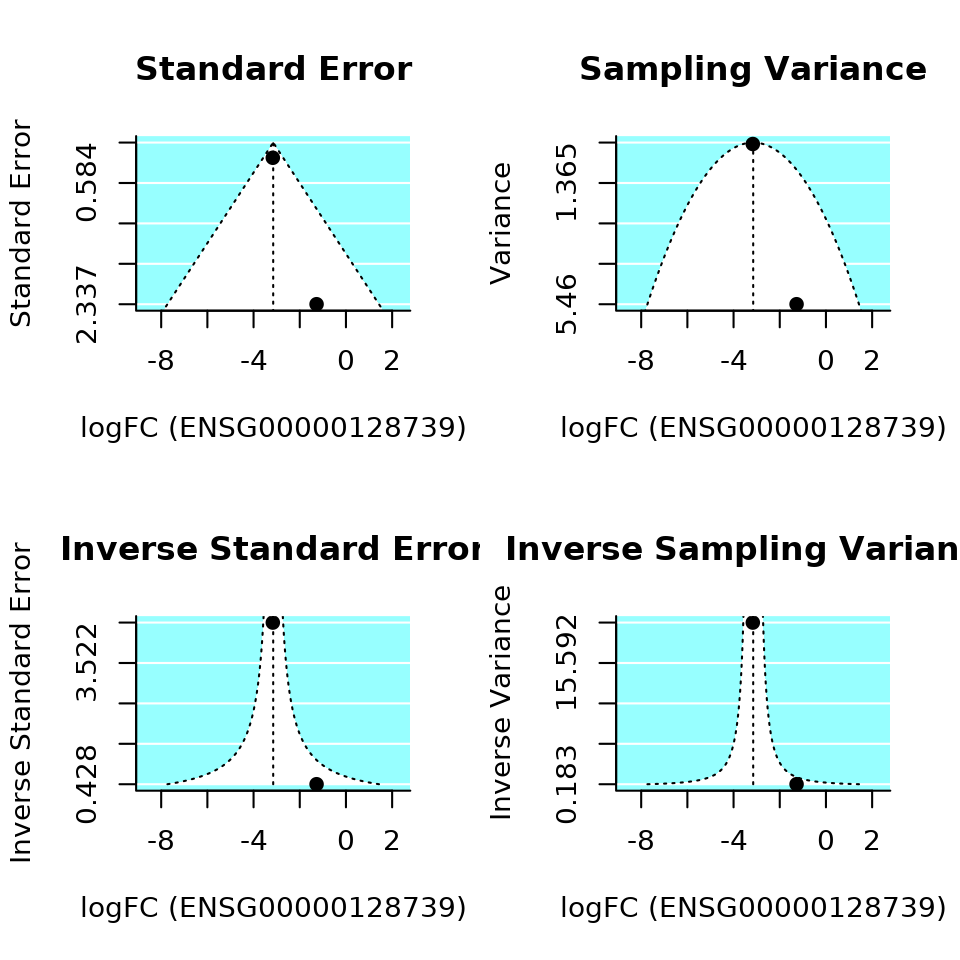 Standard Error
Standard Error
0.584
2.337
-8 -4 0 2
logFC (ENSG00000128739)
Sampling Variance
Variance
1.365
5.46
-8 -4 0 2
logFC (ENSG00000128739)
Inverse Standard Error
Inverse Standard Error
3.522
0.428
-8 -4 0 2
logFC (ENSG00000128739)
Inverse Sampling Varian
Inverse Variance
15.592
0.183
-8 -4 0 2
logFC (ENSG00000128739)